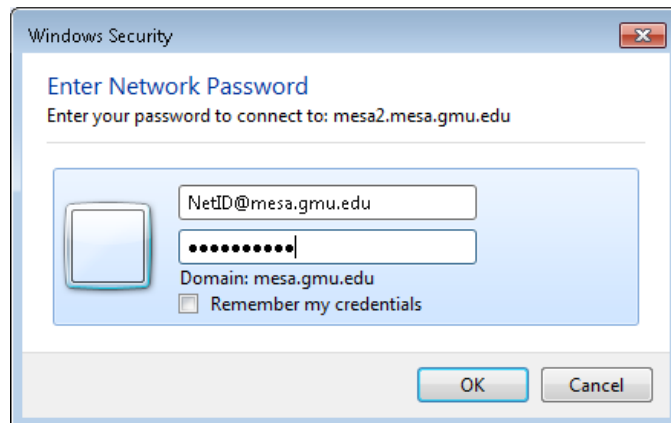 Windows Security
Enter Network Password
Enter your password to connect to: mesa2.mesa.gmu.edu
NetID@mesa.gmu.edu
●●●●●●●●●●
Domain: mesa.gmu.edu
Remember my credentials
OK Cancel